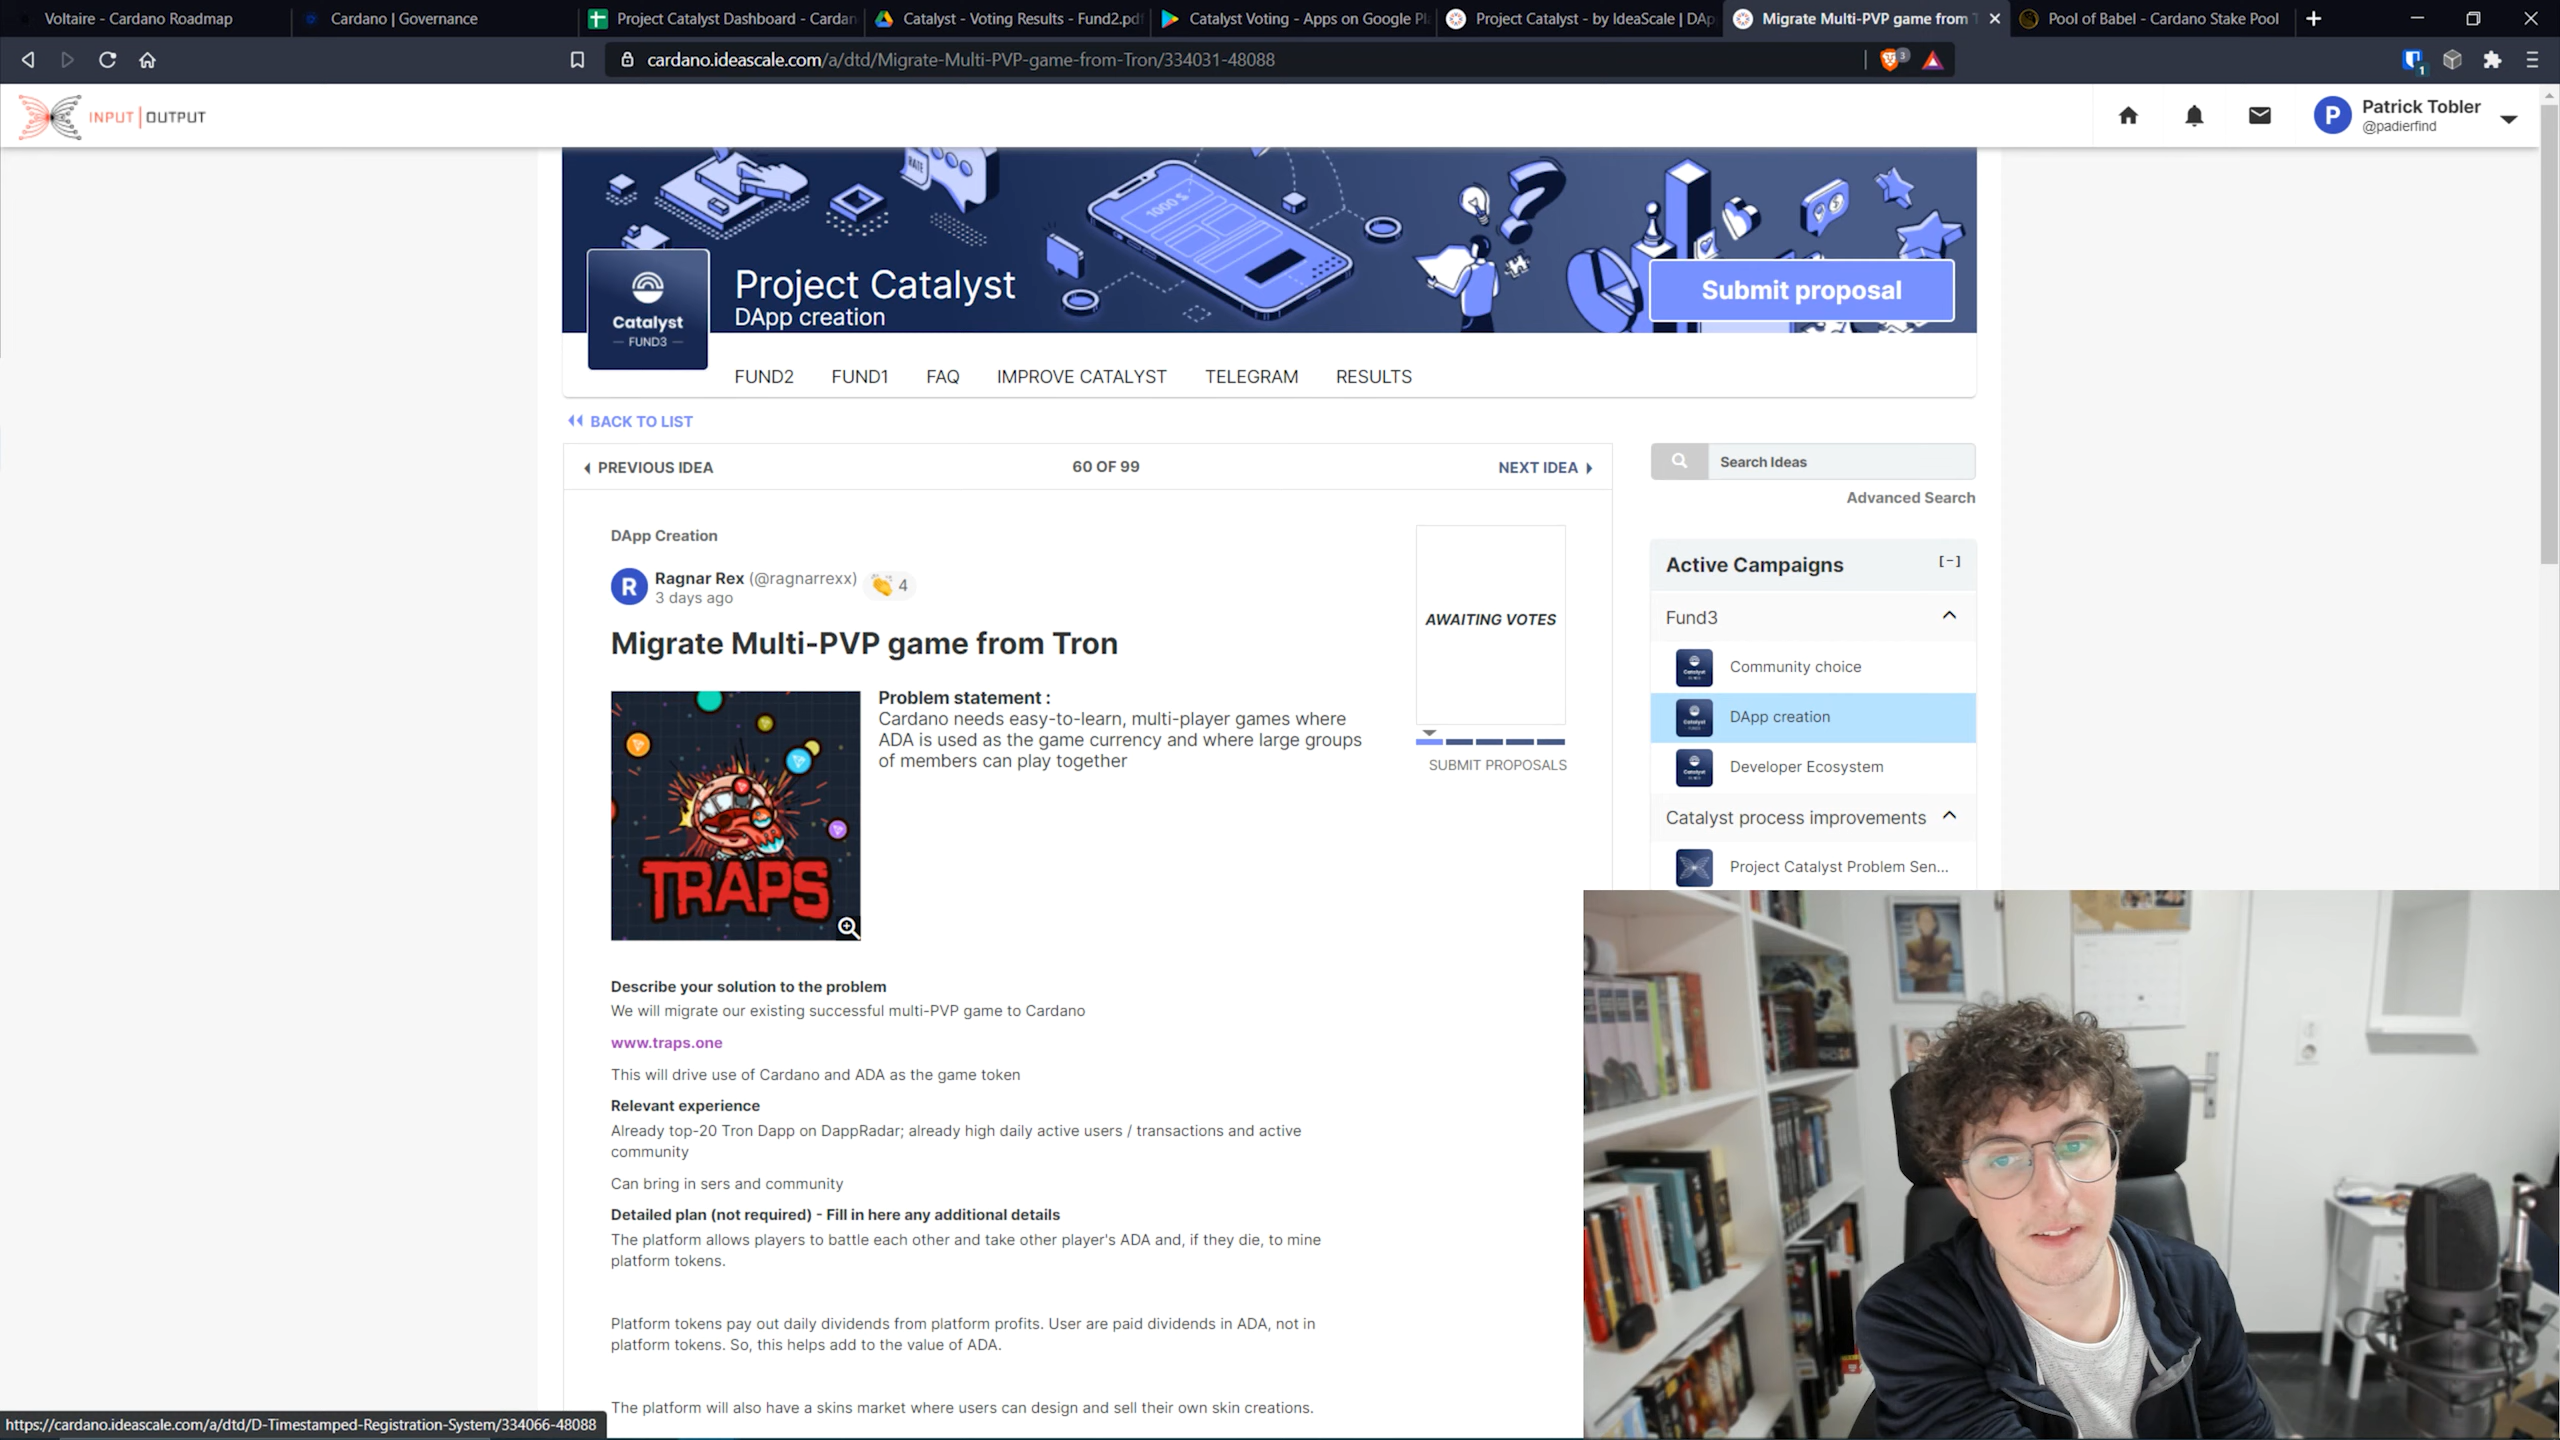 Voltaire - Cardano Roadmap
Cardano | Governance
Project Catalyst Dashboard - Cardan
Catalyst - Voting Results - Fund2.pdf
Catalyst Voting - Apps on Google Pl
Project Catalyst - by IdeaScale | DAp
Migrate Multi-PVP game from T
Pool of Babel - Cardano Stake Pool
cardano.ideascale.com/a/dtd/Migrate-Multi-PVP-game-from-Tron/334031-48088
3
1
INPUT | OUTPUT
P
Patrick Tobler
@padierfind
RATE
1000 $
Project Catalyst
DApp creation
Submit proposal
Catalyst
FUND3
FUND2
FUND1
FAQ
IMPROVE CATALYST
TELEGRAM
RESULTS
BACK TO LIST
PREVIOUS IDEA
60 OF 99
NEXT IDEA
Search Ideas
Advanced Search
DApp Creation
R
Ragnar Rex (@ragnarrexx)
4
3 days ago
AWAITING VOTES
SUBMIT PROPOSALS
Migrate Multi-PVP game from Tron
TRAPS
Problem statement :
Cardano needs easy-to-learn, multi-player games where
ADA is used as the game currency and where large groups
of members can play together
Active Campaigns
[-]
Fund3
Community choice
DApp creation
Developer Ecosystem
Catalyst process improvements
Project Catalyst Problem Sen...
Describe your solution to the problem
We will migrate our existing successful multi-PVP game to Cardano
www.traps.one
This will drive use of Cardano and ADA as the game token
Relevant experience
Already top-20 Tron Dapp on DappRadar; already high daily active users / transactions and active
community
Can bring in sers and community
Detailed plan (not required) - Fill in here any additional details
The platform allows players to battle each other and take other player's ADA and, if they die, to mine
platform tokens.
Platform tokens pay out daily dividends from platform profits. User are paid dividends in ADA, not in
platform tokens. So, this helps add to the value of ADA.
The platform will also have a skins market where users can design and sell their own skin creations.
https://cardano.ideascale.com/a/dtd/D-Timestamped-Registration-System/334066-48088